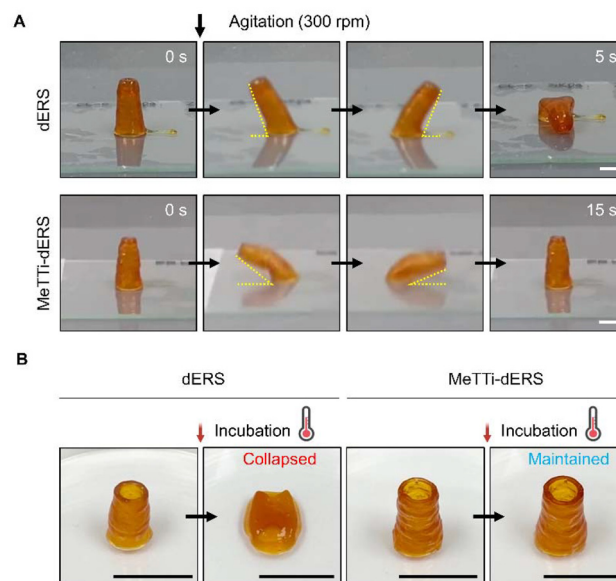 A
Agitation (300 rpm)
dERS
0 s
5 s
MeTTi-dERS
0 s
15 s
B
dERS
MeTTi-dERS
Incubation
Incubation
Collapsed
Maintained